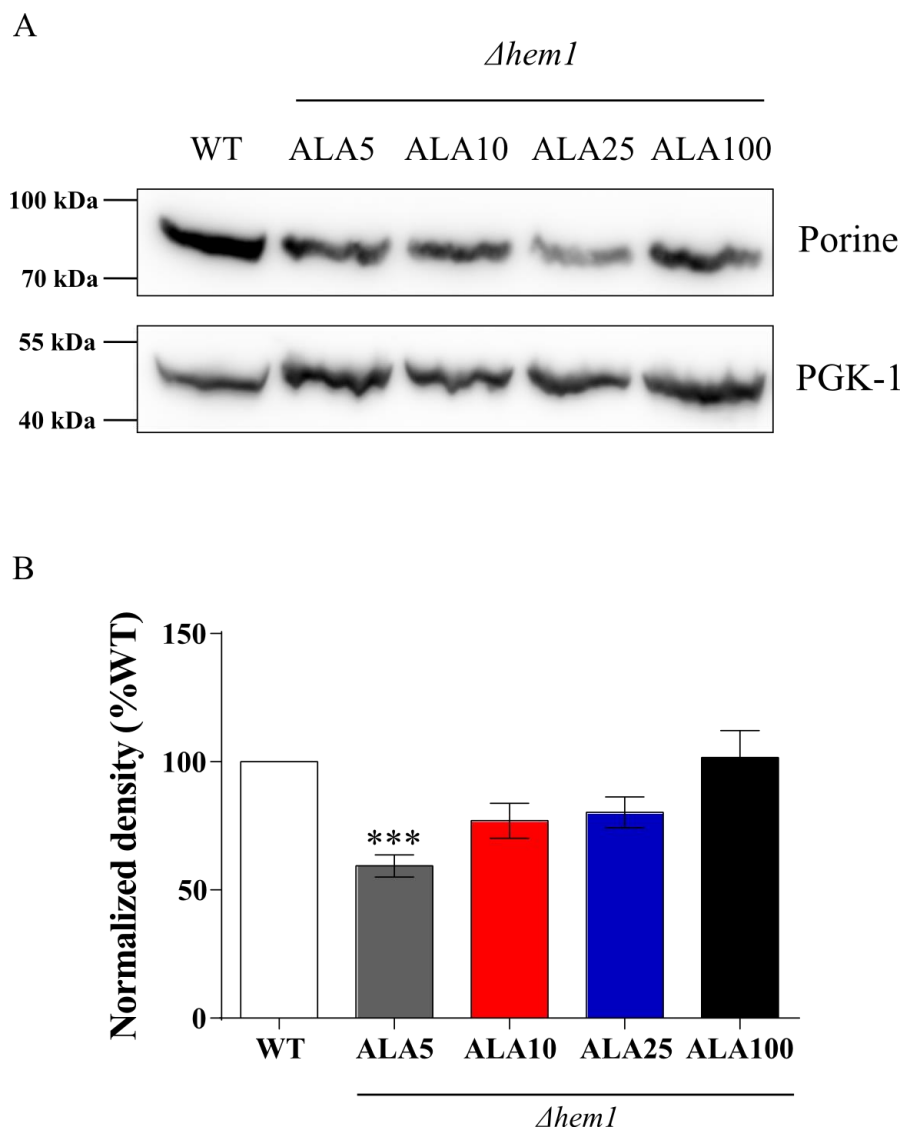 A
Δhem1
WT ALA5 ALA10 ALA25 ALA100
100 kDa
Porine
70 kDa
55 kDa
PGK-1
40 kDa
B
Normalized density (%WT)
150
100
50
0
***
WT ALA5 ALA10 ALA25 ALA100
Δhem1